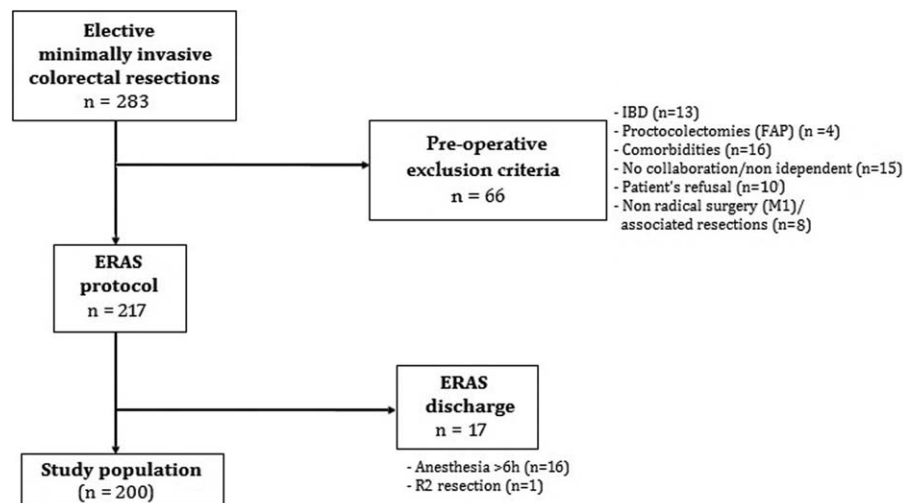 Elective
minimally invasive
colorectal resections
n = 283
Pre-operative
exclusion criteria
n = 66
- IBD (n=13)
- Proctocolectomies (FAP) (n =4)
- Comorbidities (n=16)
- No collaboration/non idependent (n=15)
- Patient's refusal (n=10)
- Non radical surgery (M1)/
associated resections (n=8)
ERAS
protocol
n = 217
ERAS
discharge
n = 17
- Anesthesia >6h (n=16)
- R2 resection (n=1)
Study population
(n = 200)